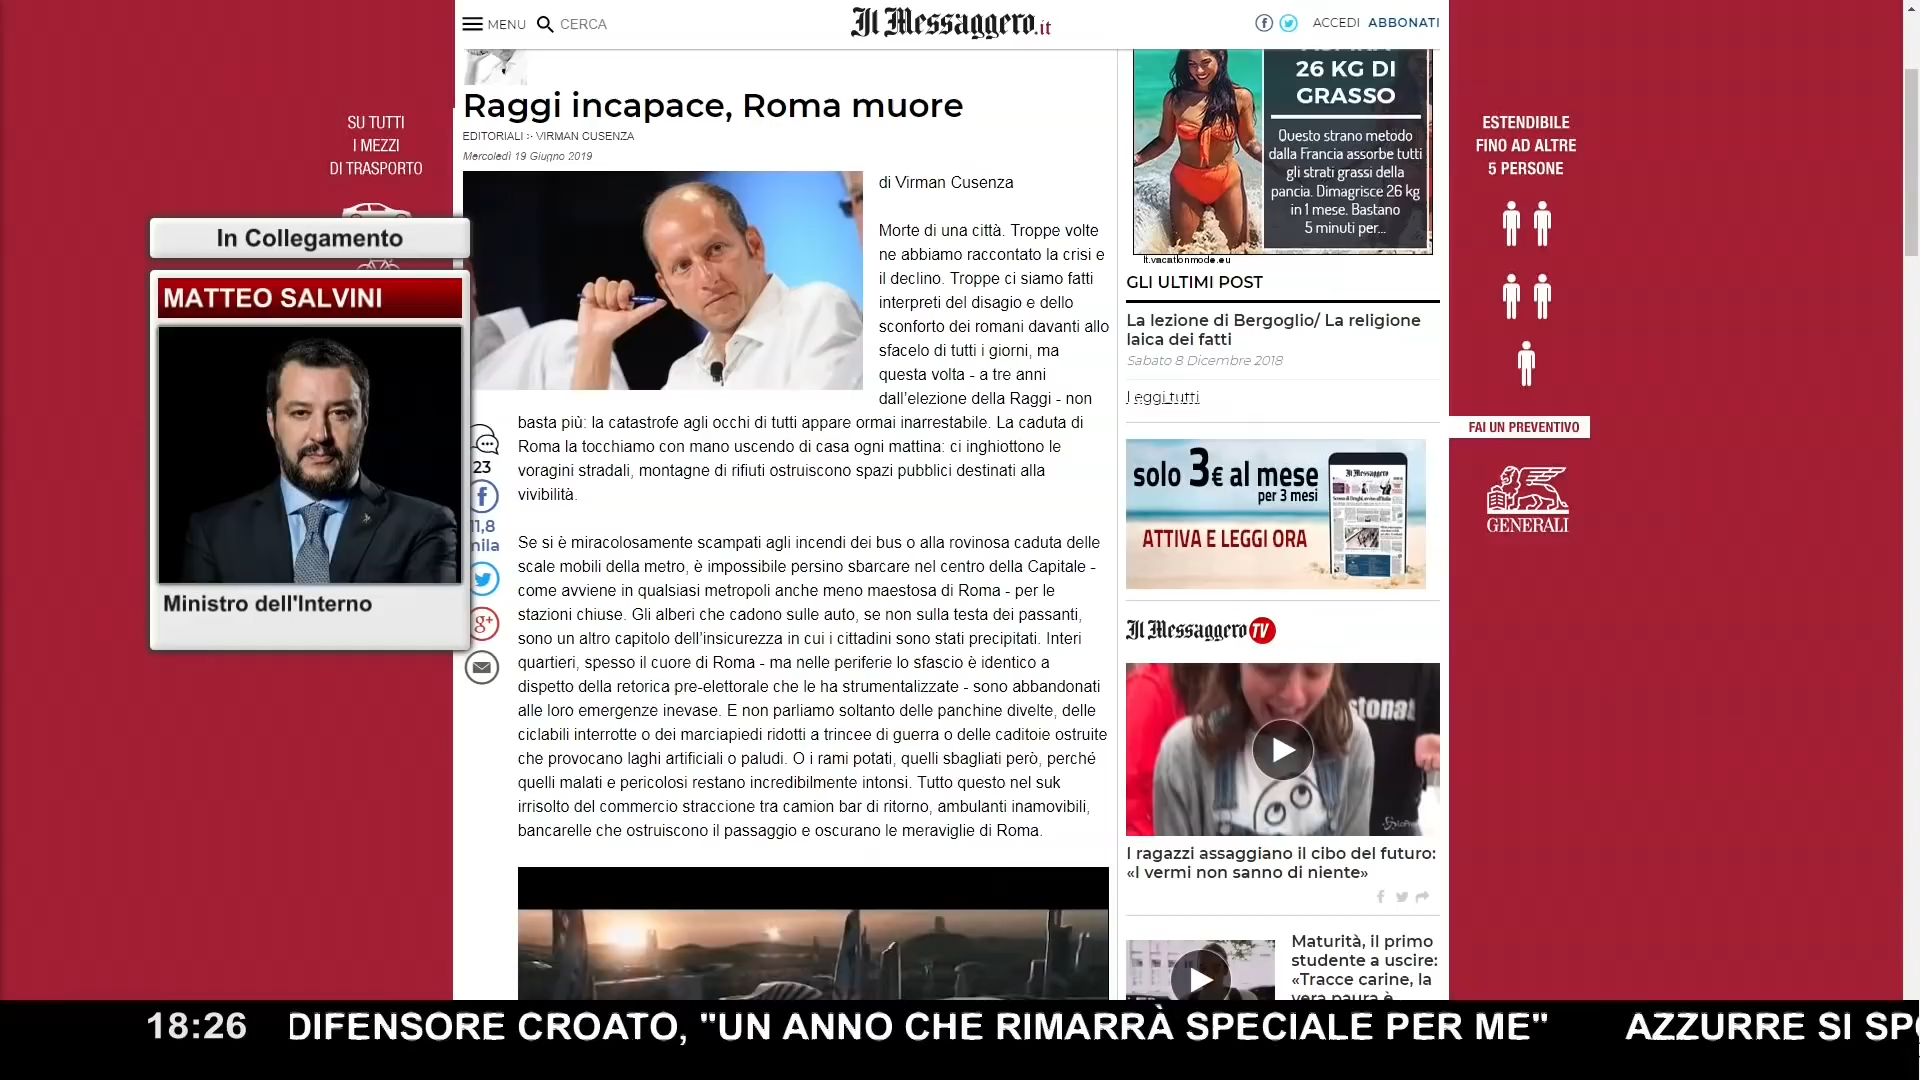 MENU
CERCA
Il Messaggero.it
ACCEDI ABBONATI
Raggi incapace, Roma muore
EDITORIALI :- VIRMAN CUSENZA
Mercoledì 19 Giugno 2019
di Virman Cusenza
Morte di una città. Troppe volte
ne abbiamo raccontato la crisi e
il declino. Troppe ci siamo fatti
interpreti del disagio e dello
sconforto dei romani davanti allo
sfacelo di tutti i giorni, ma
questa volta - a tre anni
dall’elezione della Raggi - non
basta più: la catastrofe agli occhi di tutti appare ormai inarrestabile. La caduta di
Roma la tocchiamo con mano uscendo di casa ogni mattina: ci inghiottono le
voragini stradali, montagne di rifiuti ostruiscono spazi pubblici destinati alla
vivibilità.
Se si è miracolosamente scampati agli incendi dei bus o alla rovinosa caduta delle
scale mobili della metro, è impossibile persino sbarcare nel centro della Capitale -
come avviene in qualsiasi metropoli anche meno maestosa di Roma - per le
stazioni chiuse. Gli alberi che cadono sulle auto, se non sulla testa dei passanti,
sono un altro capitolo dell’insicurezza in cui i cittadini sono stati precipitati. Interi
quartieri, spesso il cuore di Roma - ma nelle periferie lo sfascio è identico a
dispetto della retorica pre-elettorale che le ha strumentalizzate - sono abbandonati
alle loro emergenze inevase. E non parliamo soltanto delle panchine divelte, delle
ciclabili interrotte o dei marciapiedi ridotti a trincee di guerra o delle caditoie ostruite
che provocano laghi artificiali o paludi. O i rami potati, quelli sbagliati però, perché
quelli malati e pericolosi restano incredibilmente intonsi. Tutto questo nel suk
irrisolto del commercio straccione tra camion bar di ritorno, ambulanti inamovibili,
bancarelle che ostruiscono il passaggio e oscurano le meraviglie di Roma.
23
11,8
mila
g+
SU TUTTI
I MEZZI
DI TRASPORTO
In Collegamento
MATTEO SALVINI
Ministro dell'Interno
26 KG DI
GRASSO
Questo strano metodo
dalla Francia assorbe tutti
gli strati grassi della
pancia. Dimagrisce 26 kg
in 1 mese. Bastano
5 minuti per...
it.vacationmode.eu
GLI ULTIMI POST
La lezione di Bergoglio/ La religione
laica dei fatti
Sabato 8 Dicembre 2018
Leggi tutti
solo 3€ al mese
per 3 mesi
ATTIVA E LEGGI ORA
Il Messaggero
Il Messaggero TV
stonat
LaPresse
I ragazzi assaggiano il cibo del futuro:
«I vermi non sanno di niente»
Maturità, il primo
studente a uscire:
«Tracce carine, la
vera paura è
ESTENDIBILE
FINO AD ALTRE
5 PERSONE
FAI UN PREVENTIVO
GENERALI
18:26 DIFENSORE CROATO, "UN ANNO CHE RIMARRÀ SPECIALE PER ME" AZZURRE SI SPO